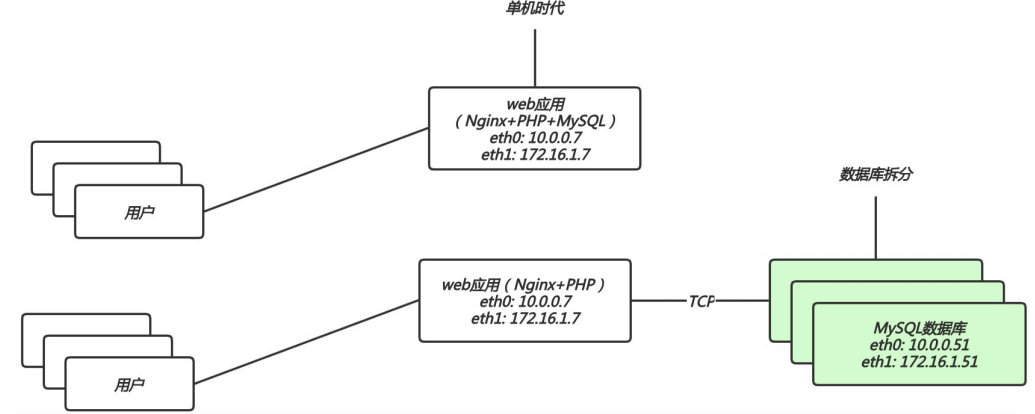 单机时代
web应用
（Nginx+PHP+MySQL）
eth0: 10.0.0.7
eth1: 172.16.1.7
用户
数据库拆分
web应用（Nginx+PHP）
eth0: 10.0.0.7
eth1: 172.16.1.7
TCP
MySQL数据库
eth0: 10.0.0.51
eth1: 172.16.1.51
用户